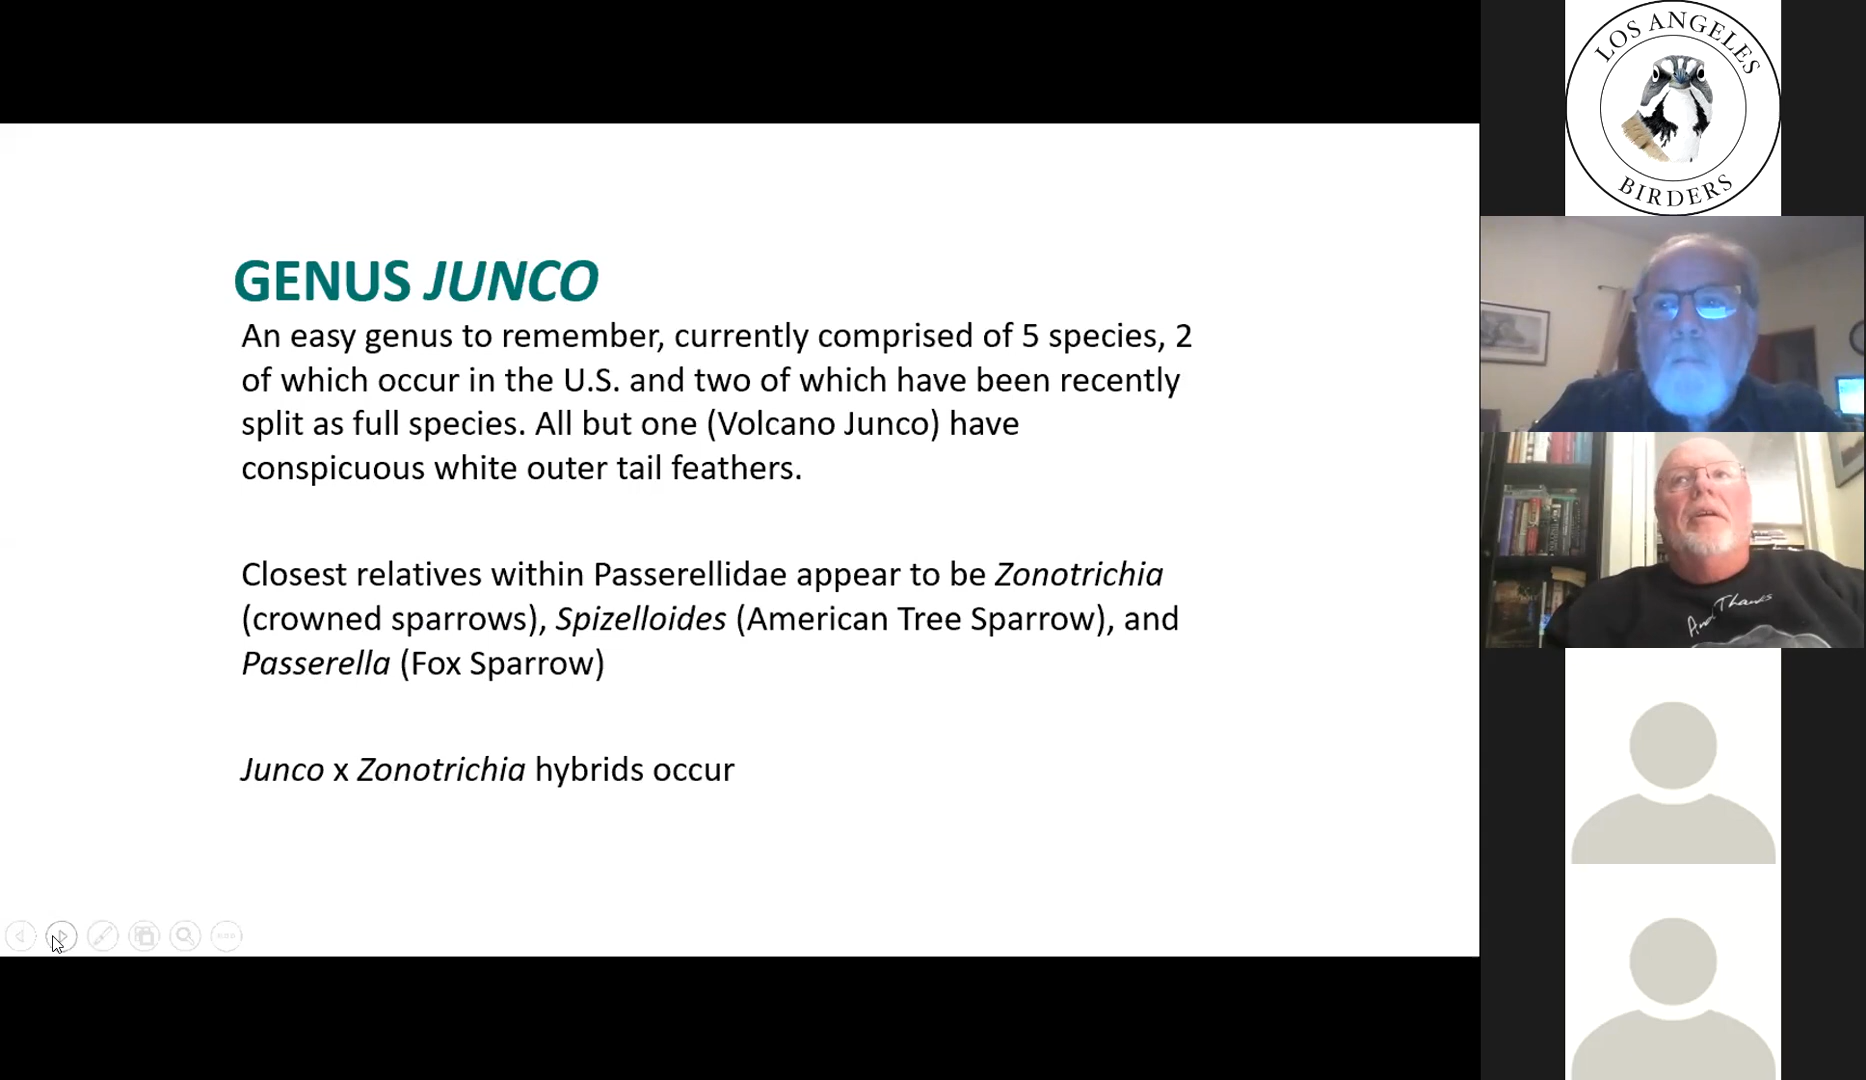 GENUS JUNCO
An easy genus to remember, currently comprised of 5 species, 2
of which occur in the U.S. and two of which have been recently
split as full species. All but one (Volcano Junco) have
conspicuous white outer tail feathers.
Closest relatives within Passerellidae appear to be Zonotrichia
(crowned sparrows), Spizelloides (American Tree Sparrow), and
Passerella (Fox Sparrow)
Junco x Zonotrichia hybrids occur
LOS ANGELES
BIRDERS
And Thanks